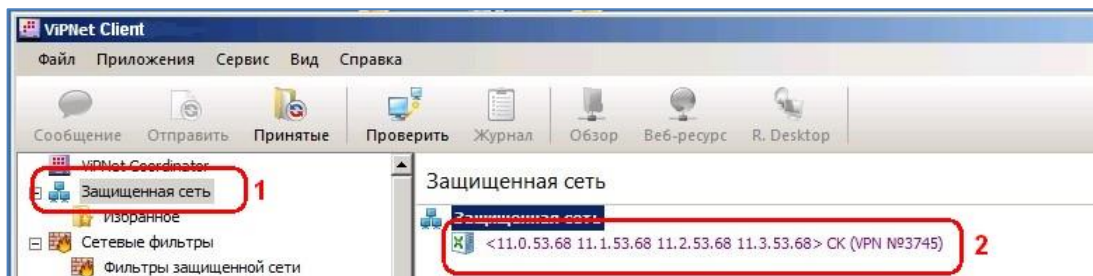 ViPNet Client
Файл Приложения Сервис Вид Справка
Сообщение Отправить Принятые Проверить Журнал Обзор Веб-ресурс R. Desktop
ViPNet Coordinator
Защищенная сеть 1
Избранное
Сетевые фильтры
Фильтры защищенной сети
Защищенная сеть
Защищенная сеть
<11.0.53.68 11.1.53.68 11.2.53.68 11.3.53.68> СК (VPN №3745) 2